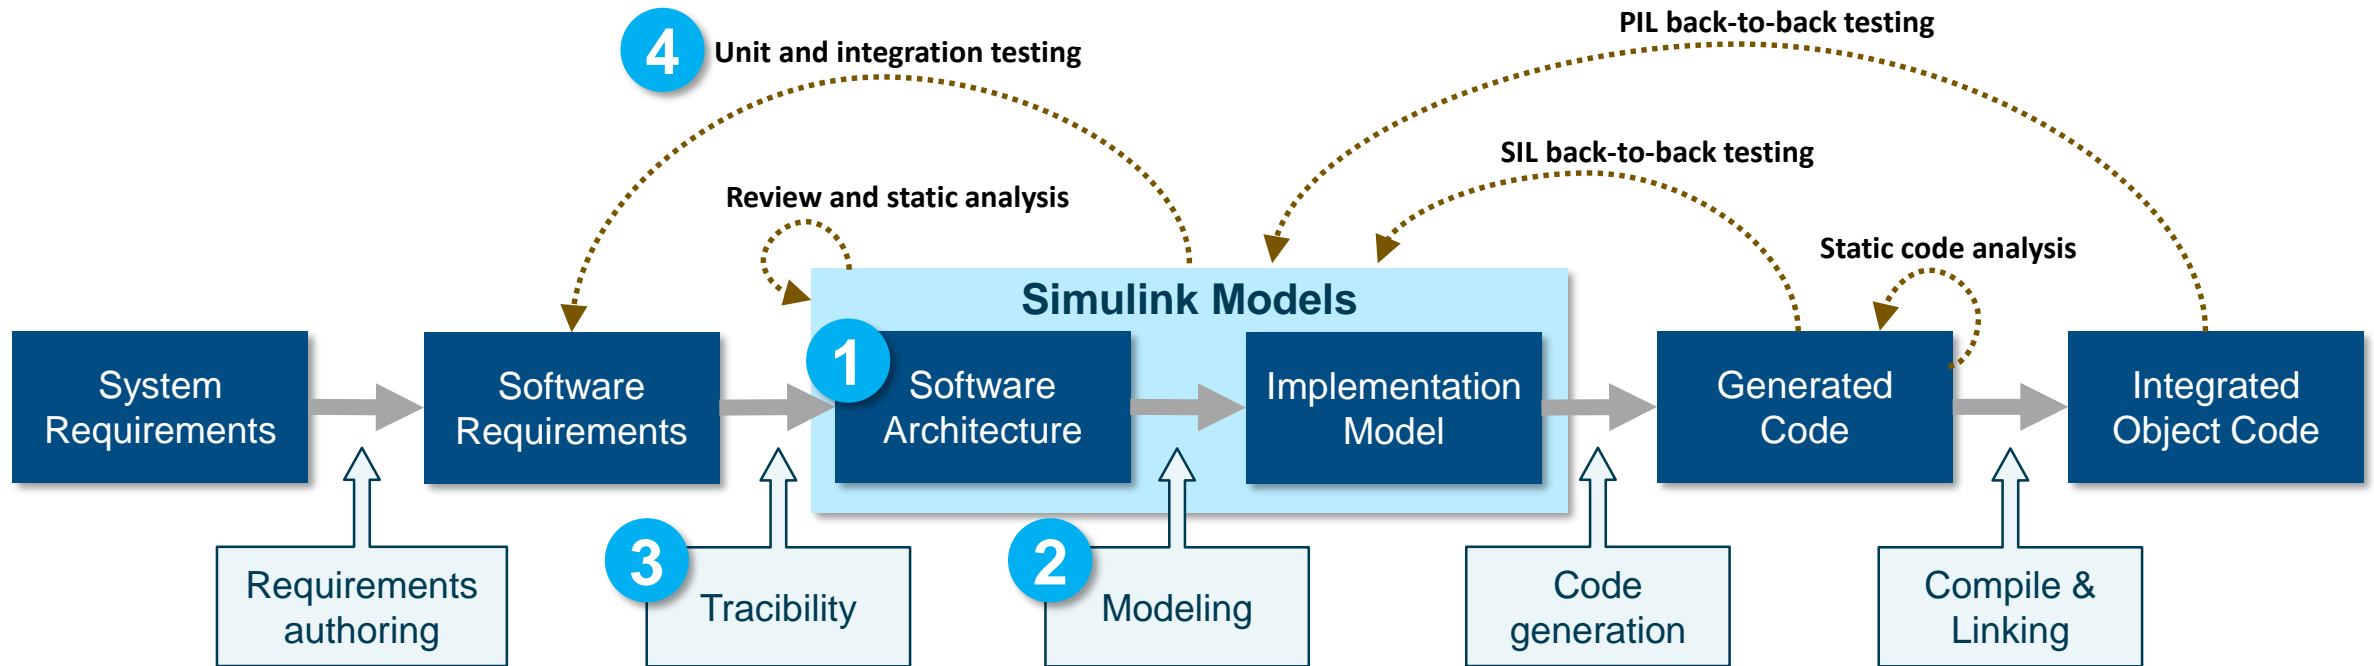 4
Unit and integration testing
PIL back-to-back testing
SIL back-to-back testing
Review and static analysis
Static code analysis
Simulink Models
System
Requirements
Software
Requirements
1
Software
Architecture
Implementation
Model
Generated
Code
Integrated
Object Code
Requirements
authoring
3
Tracibility
2
Modeling
Code
generation
Compile &
Linking